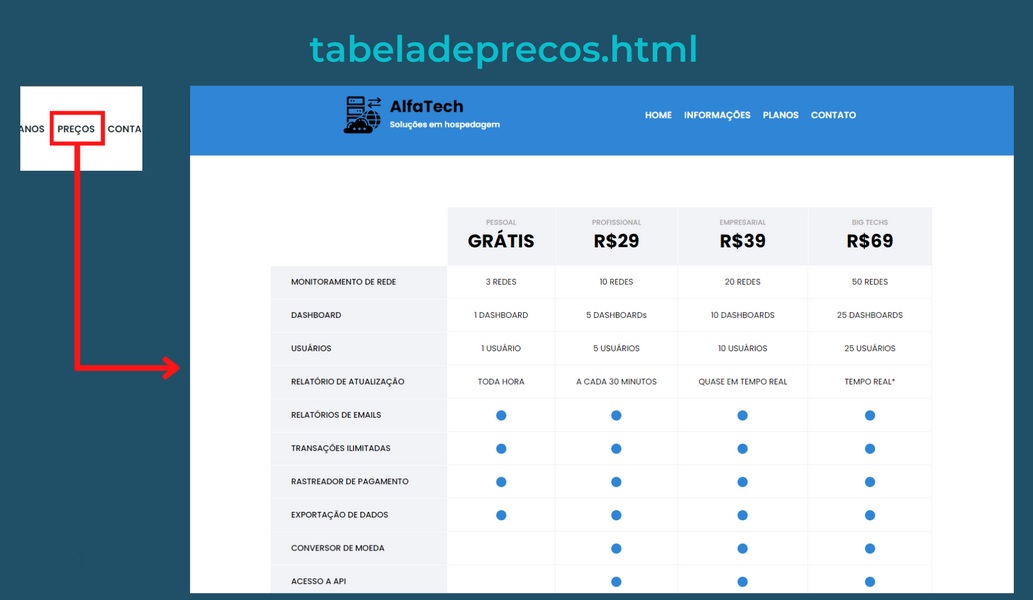 tabeladeprecos.html
ANOS PREÇOS CONTA
AlfaTech
Soluções em hospedagem
HOME INFORMAÇÕES PLANOS CONTATO
PESSOAL PROFISSIONAL EMPRESARIAL BIG TECHS
GRÁTIS R$29 R$39 R$69
MONITORAMENTO DE REDE 3 REDES 10 REDES 20 REDES 50 REDES
DASHBOARD 1 DASHBOARD 5 DASHBOARDs 10 DASHBOARDS 25 DASHBOARDS
USUÁRIOS 1 USUÁRIO 5 USUÁRIOS 10 USUÁRIOS 25 USUÁRIOS
RELATÓRIO DE ATUALIZAÇÃO TODA HORA A CADA 30 MINUTOS QUASE EM TEMPO REAL TEMPO REAL*
RELATÓRIOS DE EMAILS
TRANSAÇÕES ILIMITADAS
RASTREADOR DE PAGAMENTO
EXPORTAÇÃO DE DADOS
CONVERSOR DE MOEDA
ACESSO A API